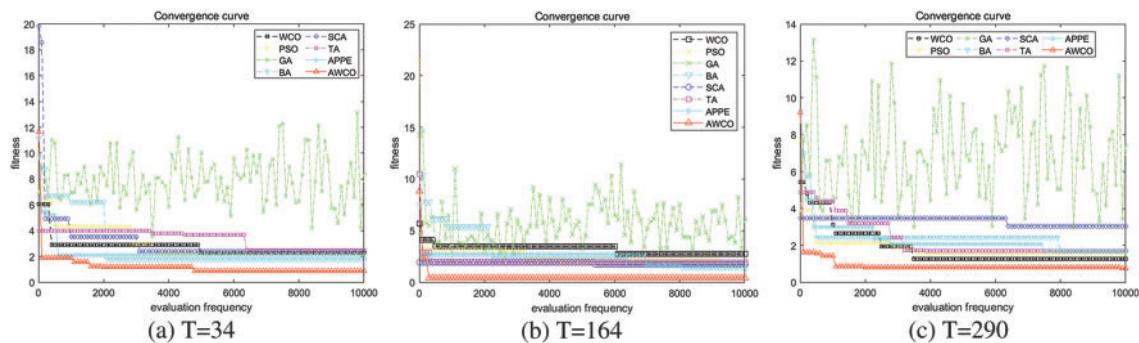 Convergence curve
20
18
16
14
12
10
8
6
4
2
0
fitness
WCO
PSO
GA
BA
SCA
TA
APPE
AWCO
0
2000
4000
6000
8000
10000
evaluation frequency
(a) T=34
Convergence curve
25
20
15
10
5
0
fitness
WCO
PSO
GA
BA
SCA
TA
APPE
AWCO
0
2000
4000
6000
8000
10000
evaluation frequency
(b) T=164
Convergence curve
14
12
10
8
6
4
2
0
fitness
WCO
PSO
GA
BA
SCA
TA
APPE
AWCO
0
2000
4000
6000
8000
10000
evaluation frequency
(c) T=290